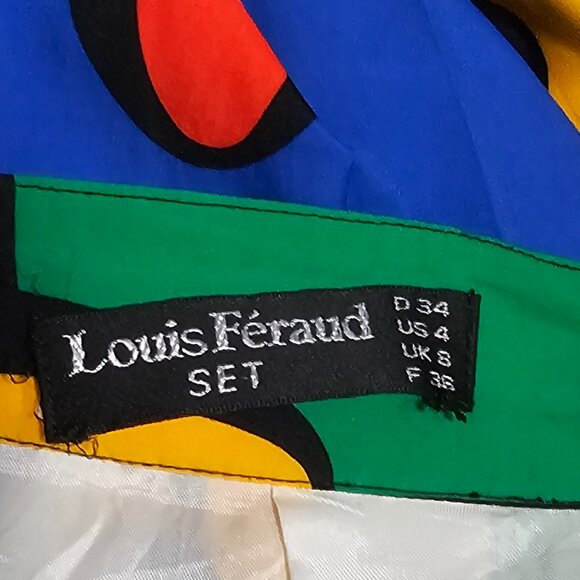 Louis Féraud
SET
D 34
US 4
UK 8
F 36